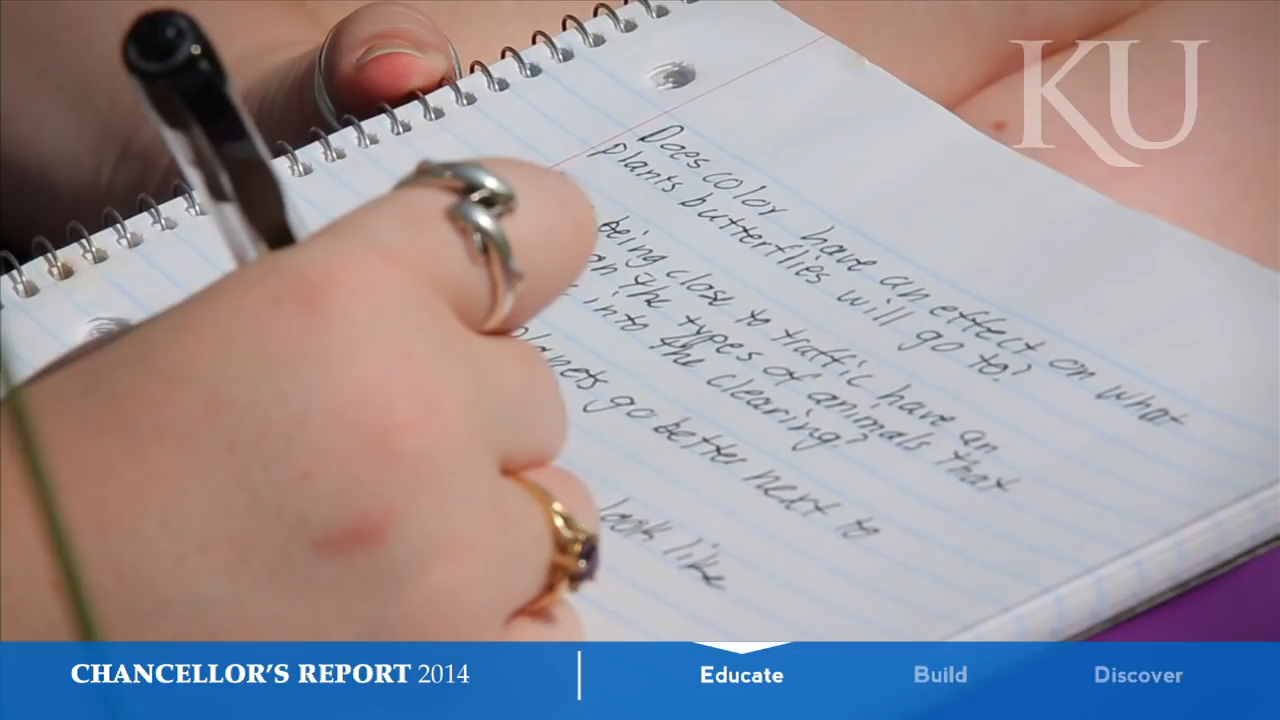 KU
Does color have an effect on what
plants butterflies will go to?
being close to traffic have an
on the types of animals that
into the clearing?
go better next to
look like
CHANCELLOR'S REPORT 2014
Educate
Build
Discover